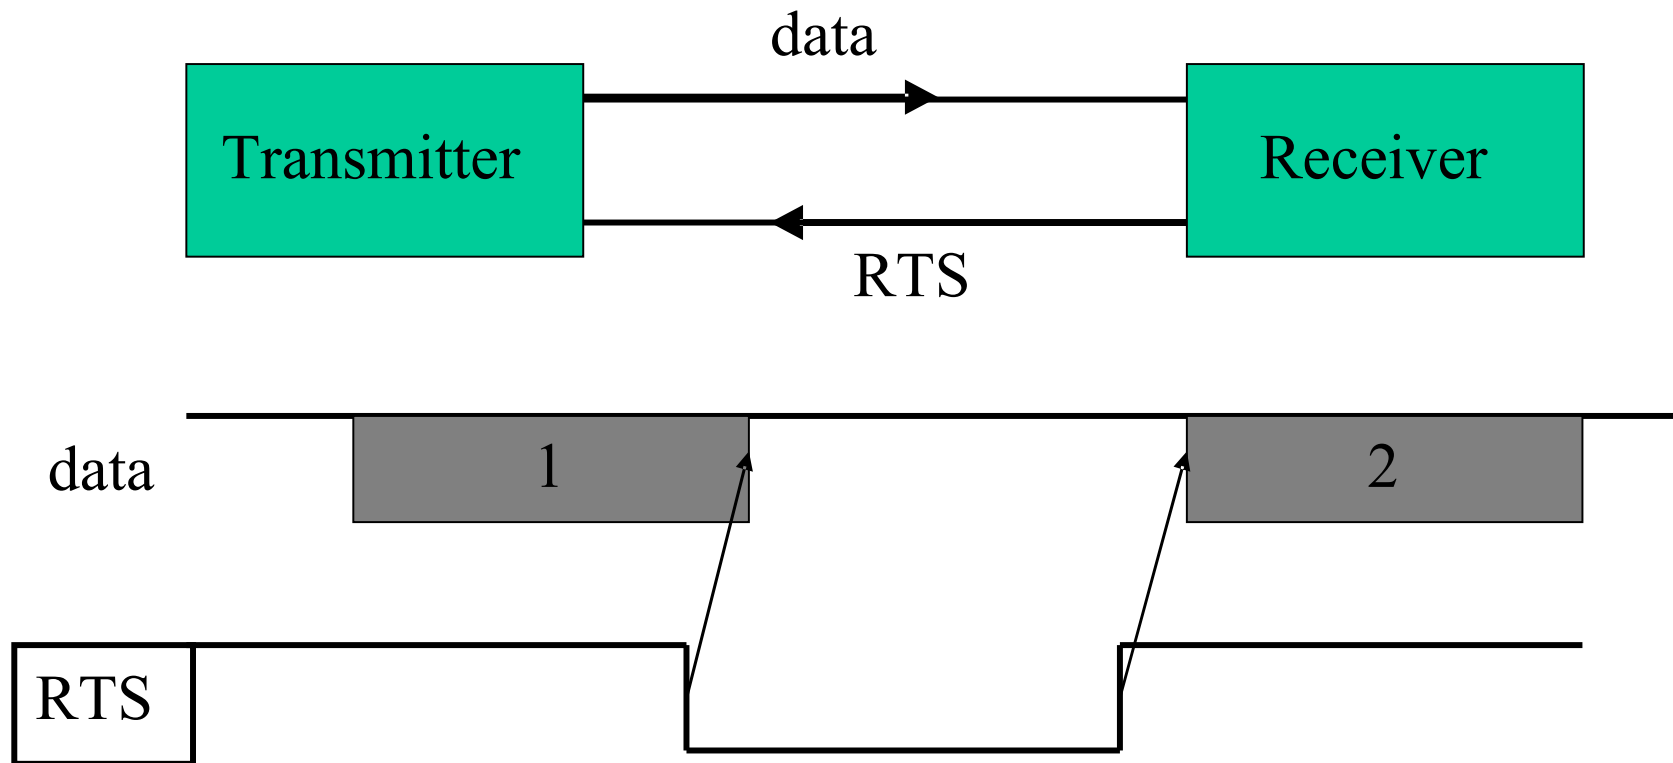 data
Transmitter
Receiver
RTS
data
1
2
RTS